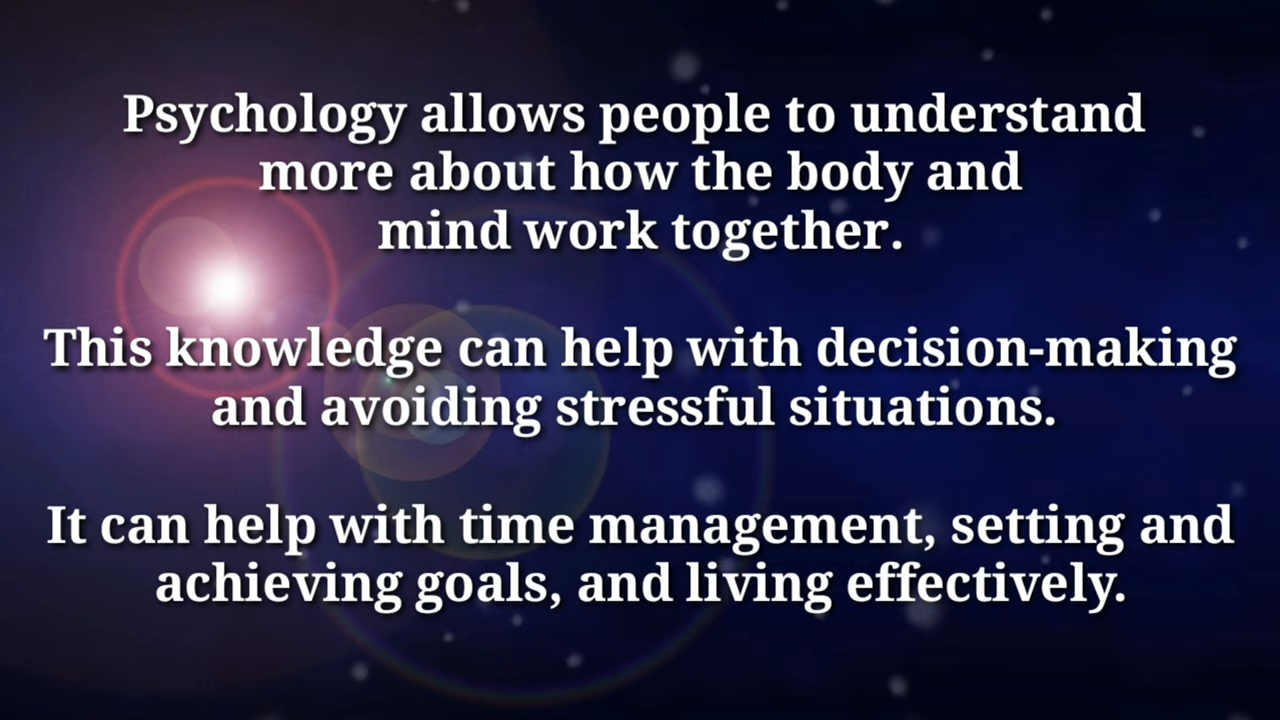 Psychology allows people to understand
more about how the body and
mind work together.
This knowledge can help with decision-making
and avoiding stressful situations.
It can help with time management, setting and
achieving goals, and living effectively.